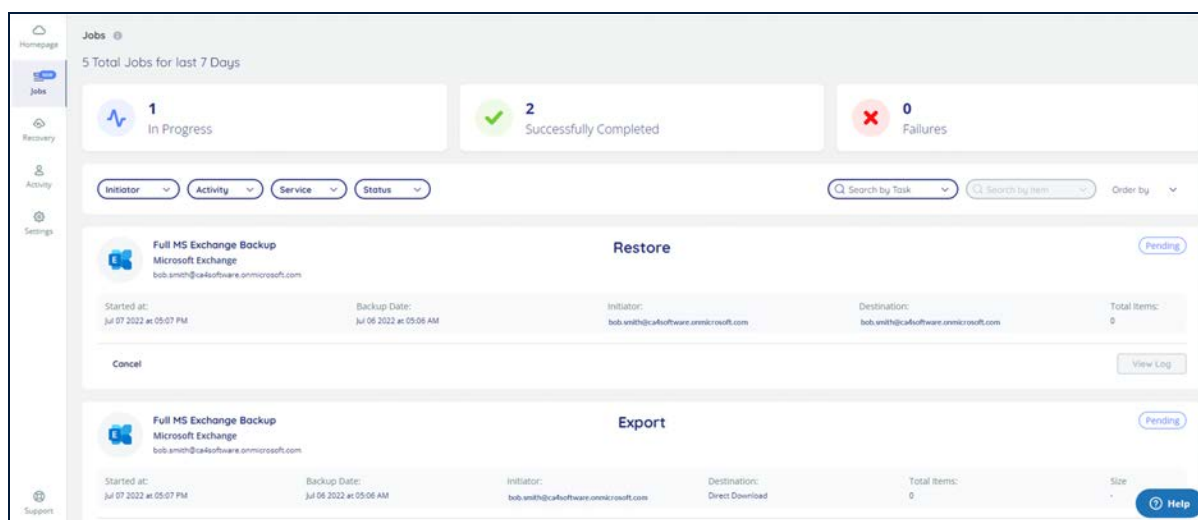 Homepage
NEW
Jobs
Recovery
Activity
Settings
Support
Jobs
5 Total Jobs for last 7 Days
1
In Progress
2
Successfully Completed
0
Failures
Initiator Activity Service Status Search by Task Search by Item Order by
Full MS Exchange Backup
Microsoft Exchange
bob.smith@ca4software.onmicrosoft.com
Restore
Pending
Started at: Backup Date: Initiator: Destination: Total Items:
Jul 07 2022 at 05:07 PM Jul 06 2022 at 05:06 AM bob.smith@ca4software.onmicrosoft.com bob.smith@ca4software.onmicrosoft.com 0
Cancel View Log
Full MS Exchange Backup
Microsoft Exchange
bob.smith@ca4software.onmicrosoft.com
Export
Pending
Started at: Backup Date: Initiator: Destination: Total Items: Size
Jul 07 2022 at 05:07 PM Jul 06 2022 at 05:06 AM bob.smith@ca4software.onmicrosoft.com Direct Download 0 -
Help